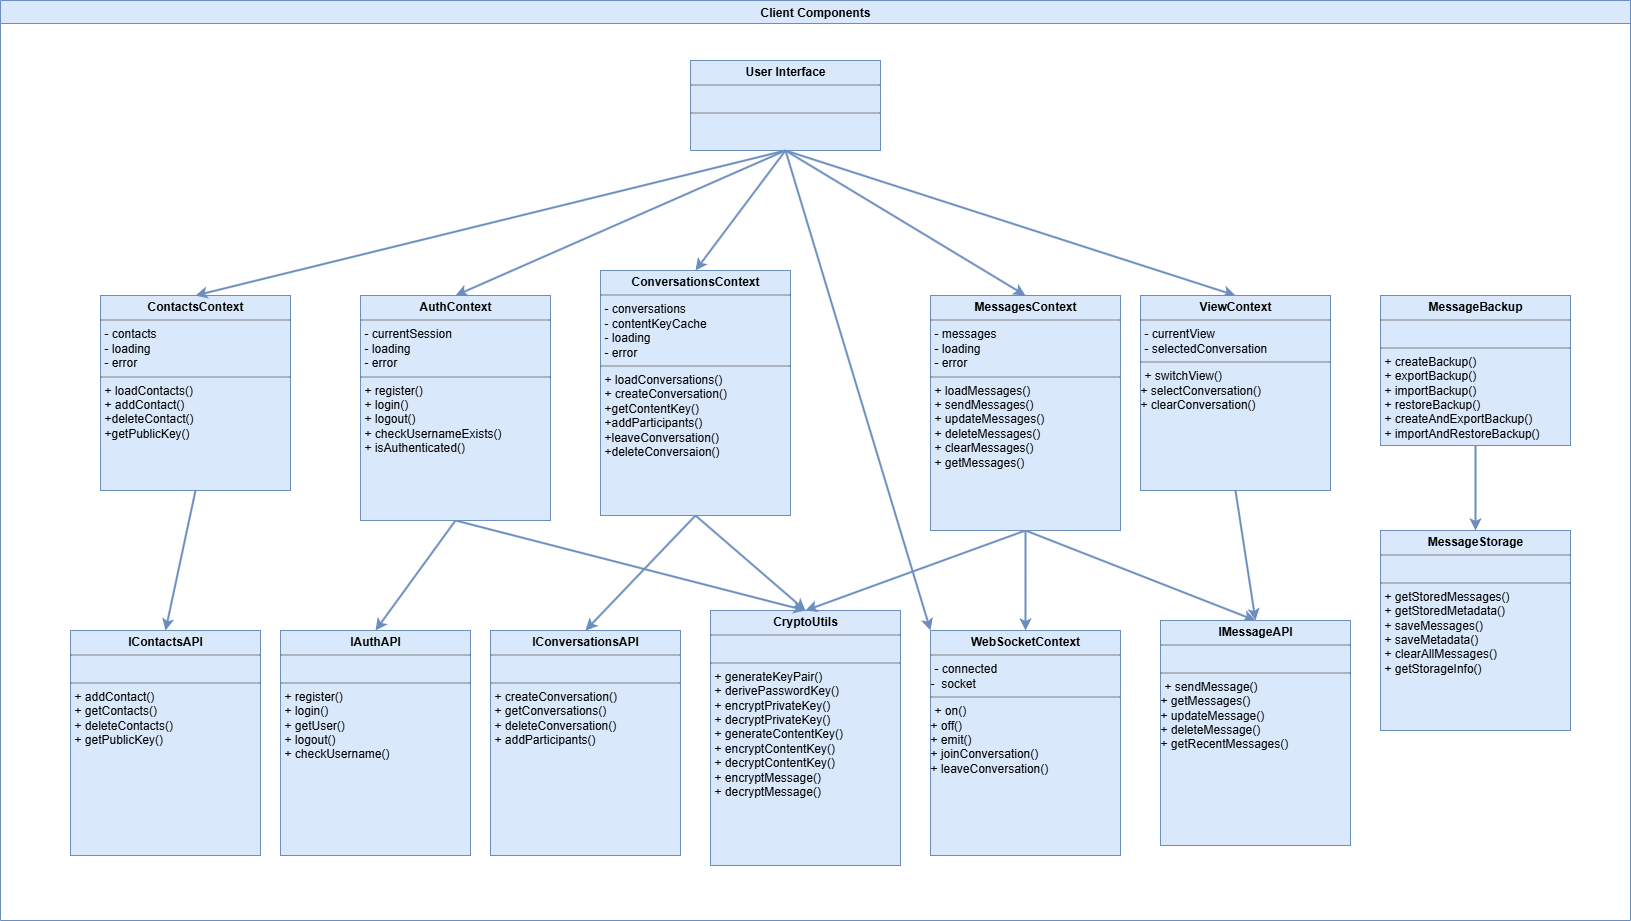 Client Components
User Interface
ContactsContext
- contacts
- loading
- error
+ loadContacts()
+ addContact()
+deleteContact()
+getPublicKey()
AuthContext
- currentSession
- loading
- error
+ register()
+ login()
+ logout()
+ checkUsernameExists()
+ isAuthenticated()
ConversationsContext
- conversations
- contentKeyCache
- loading
- error
+ loadConversations()
+ createConversation()
+getContentKey()
+addParticipants()
+leaveConversation()
+deleteConversaion()
MessagesContext
- messages
- loading
- error
+ loadMessages()
+ sendMessages()
+ updateMessages()
+ deleteMessages()
+ clearMessages()
+ getMessages()
ViewContext
- currentView
- selectedConversation
+ switchView()
+ selectConversation()
+ clearConversation()
MessageBackup
+ createBackup()
+ exportBackup()
+ importBackup()
+ restoreBackup()
+ createAndExportBackup()
+ importAndRestoreBackup()
IContactsAPI
+ addContact()
+ getContacts()
+ deleteContacts()
+ getPublicKey()
IAuthAPI
+ register()
+ login()
+ getUser()
+ logout()
+ checkUsername()
IConversationsAPI
+ createConversation()
+ getConversations()
+ deleteConversation()
+ addParticipants()
CryptoUtils
+ generateKeyPair()
+ derivePasswordKey()
+ encryptPrivateKey()
+ decryptPrivateKey()
+ generateContentKey()
+ encryptContentKey()
+ decryptContentKey()
+ encryptMessage()
+ decryptMessage()
WebSocketContext
- connected
- socket
+ on()
+ off()
+ emit()
+ joinConversation()
+ leaveConversation()
IMessageAPI
+ sendMessage()
+ getMessages()
+ updateMessage()
+ deleteMessage()
+ getRecentMessages()
MessageStorage
+ getStoredMessages()
+ getStoredMetadata()
+ saveMessages()
+ saveMetadata()
+ clearAllMessages()
+ getStorageInfo()